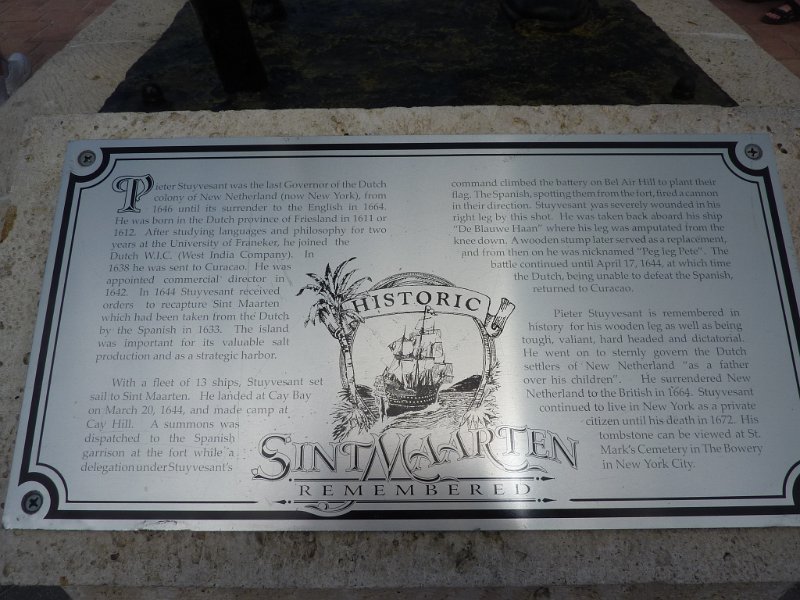 Pieter Stuyvesant was the last Governor of the Dutch
colony of New Netherland (now New York), from
1646 until its surrender to the English in 1664.
He was born in the Dutch province of Friesland in 1611 or
1612. After studying languages and philosophy for two
years at the University of Franeker, he joined the
Dutch W.I.C. (West India Company). In
1638 he was sent to Curacao. He was
appointed commercial director in
1642. In 1644 Stuyvesant received
orders to recapture Sint Maarten
which had been taken from the Dutch
by the Spanish in 1633. The island
was important for its valuable salt
production and as a strategic harbor.
With a fleet of 13 ships, Stuyvesant set
sail to Sint Maarten. He landed at Cay Bay
on March 20, 1644, and made camp at
Cay Hill. A summons was
dispatched to the Spanish
garrison at the fort while a
delegation under Stuyvesant's
command climbed the battery on Bel Air Hill to plant their
flag. The Spanish, spotting them from the fort, fired a cannon
in their direction. Stuyvesant was severely wounded in his
right leg by this shot. He was taken back aboard his ship
"De Blauwe Haan" where his leg was amputated from the
knee down. A wooden stump later served as a replacement,
and from then on he was nicknamed "Peg leg Pete". The
battle continued until April 17, 1644, at which time
the Dutch, being unable to defeat the Spanish,
returned to Curacao.
Pieter Stuyvesant is remembered in
history for his wooden leg as well as being
tough, valiant, hard headed and dictatorial.
He went on to sternly govern the Dutch
settlers of New Netherland "as a father
over his children". He surrendered New
Netherland to the British in 1664. Stuyvesant
continued to live in New York as a private
citizen until his death in 1672. His
tombstone can be viewed at St.
Mark's Cemetery in The Bowery
in New York City.
HISTORIC
SINT MAARTEN
REMEMBERED